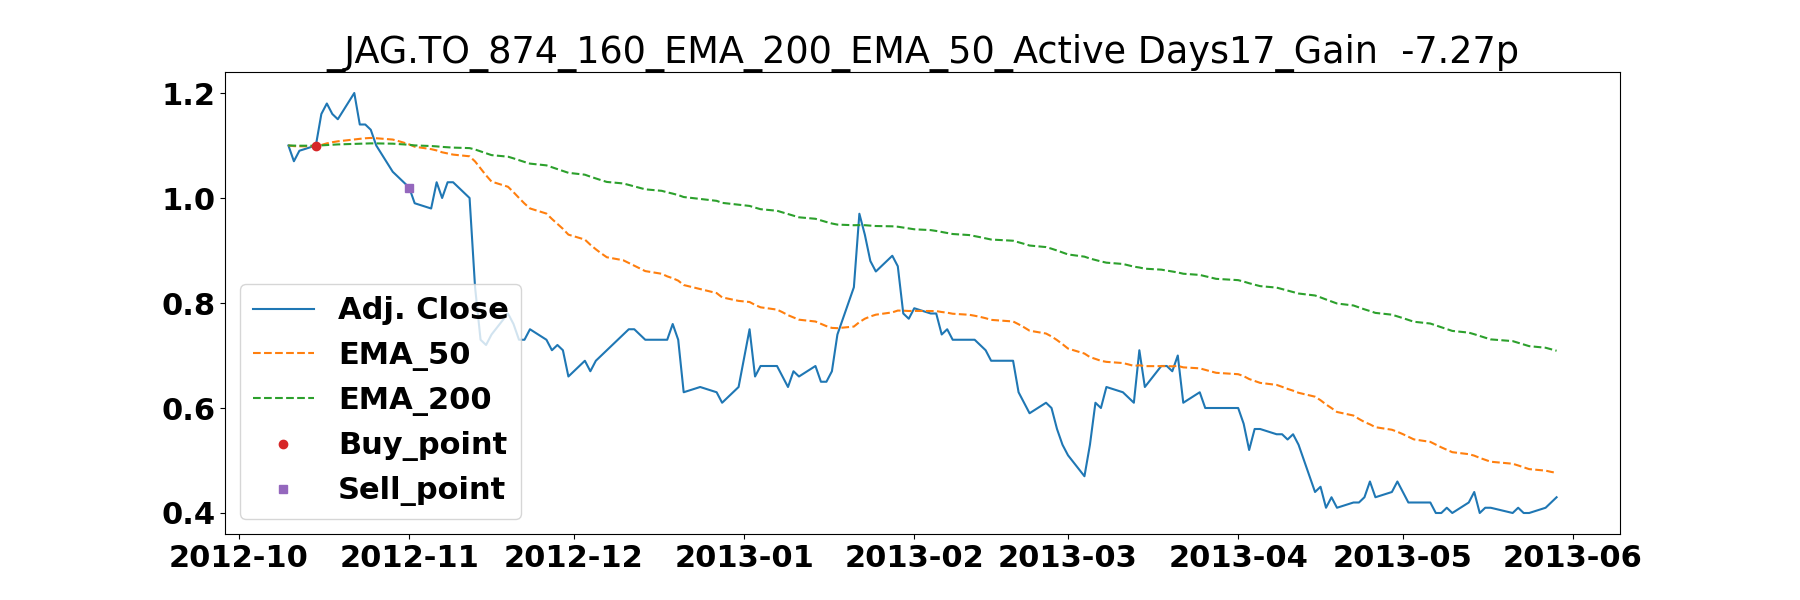 _JAG.TO_874_160_EMA_200_EMA_50_Active Days17_Gain  -7.27p
1.2
1.0
0.8
0.6
0.4
Adj. Close
EMA_50
EMA_200
Buy_point
Sell_point
2012-10 2012-11 2012-12 2013-01 2013-02 2013-03 2013-04 2013-05 2013-06